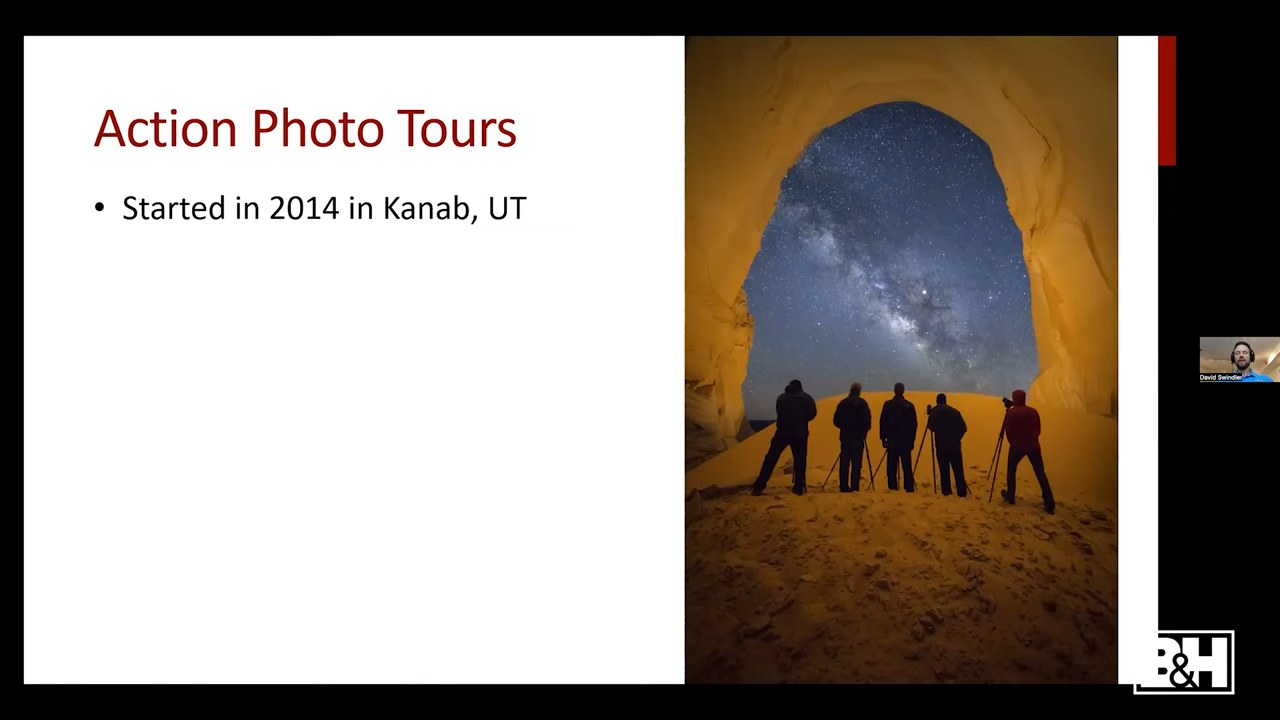 Action Photo Tours
• Started in 2014 in Kanab, UT
David Swindler
B&H